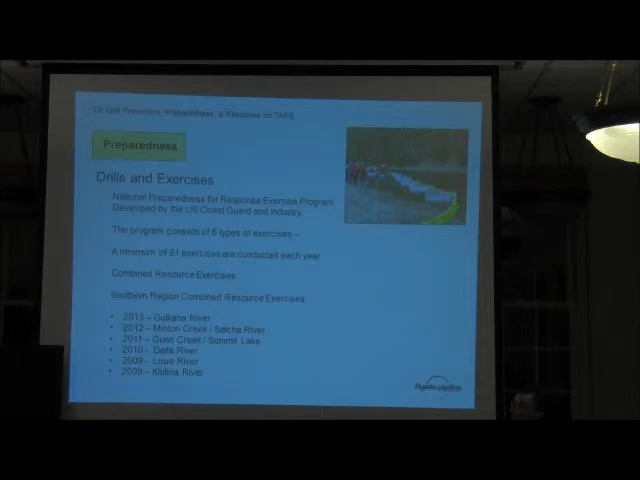 Oil Spill Prevention, Preparedness, & Response on TAPS
Preparedness
Drills and Exercises
National Preparedness for Response Exercise Program
Developed by the US Coast Guard and industry.
The program consists of 6 types of exercises –
A minimum of 61 exercises are conducted each year
Combined Resource Exercises
Southern Region Combined Resource Exercises
• 2013 – Gulkana River
• 2012 – Minton Creek / Salcha River
• 2011 – Gunn Creek / Summit Lake
• 2010 - Delta River
• 2009 - Lowe River
• 2009 – Klutina River
Alyeska pipeline